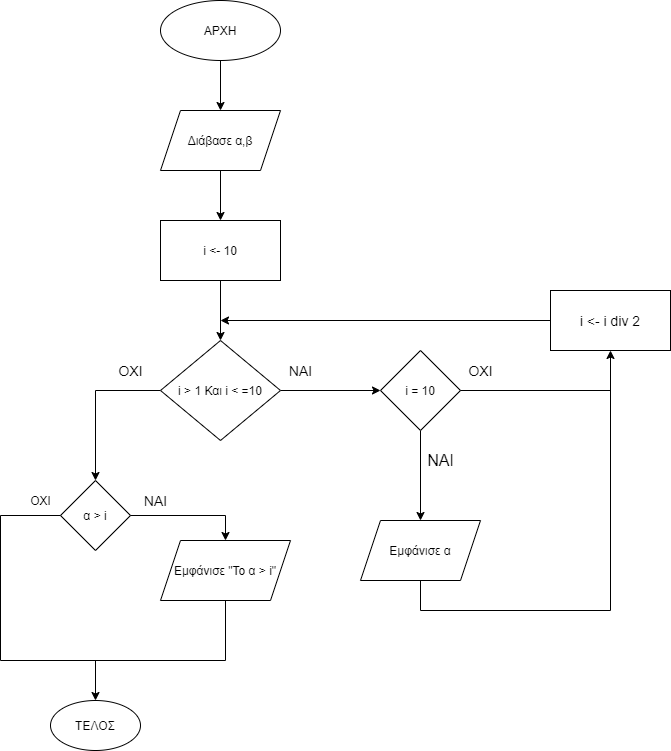 ΑΡΧΗ
Διάβασε α,β
i <- 10
i <- i div 2
ΟΧΙ
ΝΑΙ
ΟΧΙ
i > 1 Και i < =10
i = 10
ΝΑΙ
ΟΧΙ
ΝΑΙ
α > i
Εμφάνισε α
Εμφάνισε "Το α > i"
ΤΕΛΟΣ